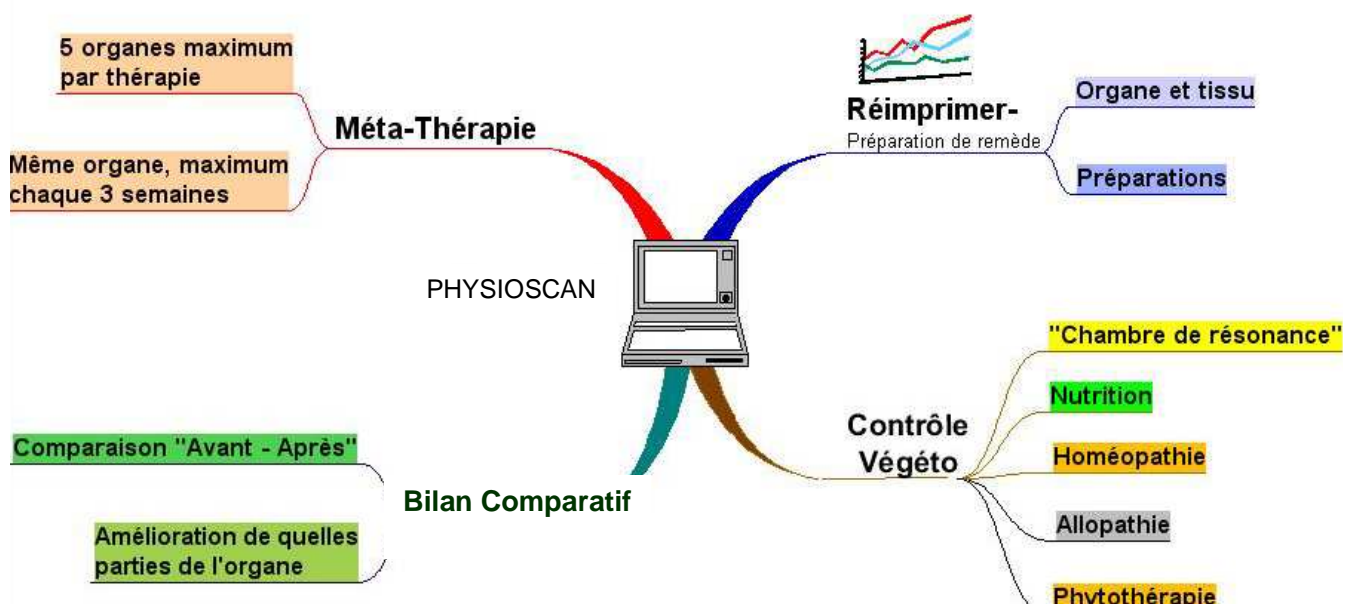 5 organes maximum
par thérapie
Méta-Thérapie
Même organe, maximum
chaque 3 semaines
Réimprimer-
Préparation de remède
Organe et tissu
Préparations
PHYSIOSCAN
"Chambre de résonance"
Nutrition
Contrôle
Végéto
Homéopathie
Allopathie
Phytothérapie
Comparaison "Avant - Après"
Bilan Comparatif
Amélioration de quelles
parties de l'organe